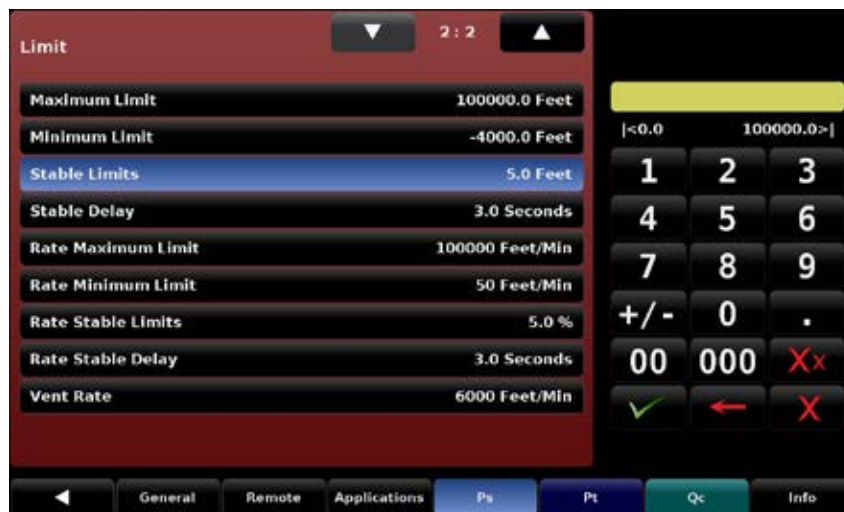 2 : 2
Limit
Maximum Limit 100000.0 Feet
Minimum Limit -4000.0 Feet
Stable Limits 5.0 Feet
Stable Delay 3.0 Seconds
Rate Maximum Limit 100000 Feet/Min
Rate Minimum Limit 50 Feet/Min
Rate Stable Limits 5.0 %
Rate Stable Delay 3.0 Seconds
Vent Rate 6000 Feet/Min
|<0.0 100000.0>|
1 2 3
4 5 6
7 8 9
+/- 0 .
00 000 Xx
X
General Remote Applications Ps Pt Qc Info